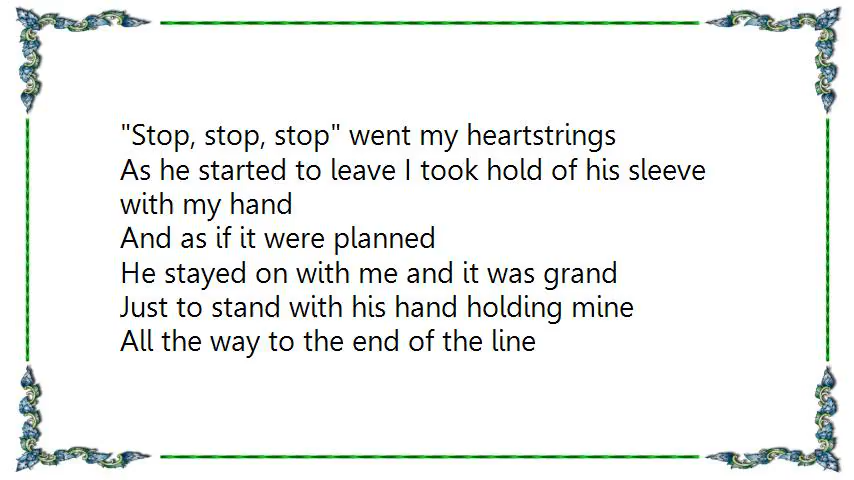 "Stop, stop, stop" went my heartstrings
As he started to leave I took hold of his sleeve
with my hand
And as if it were planned
He stayed on with me and it was grand
Just to stand with his hand holding mine
All the way to the end of the line